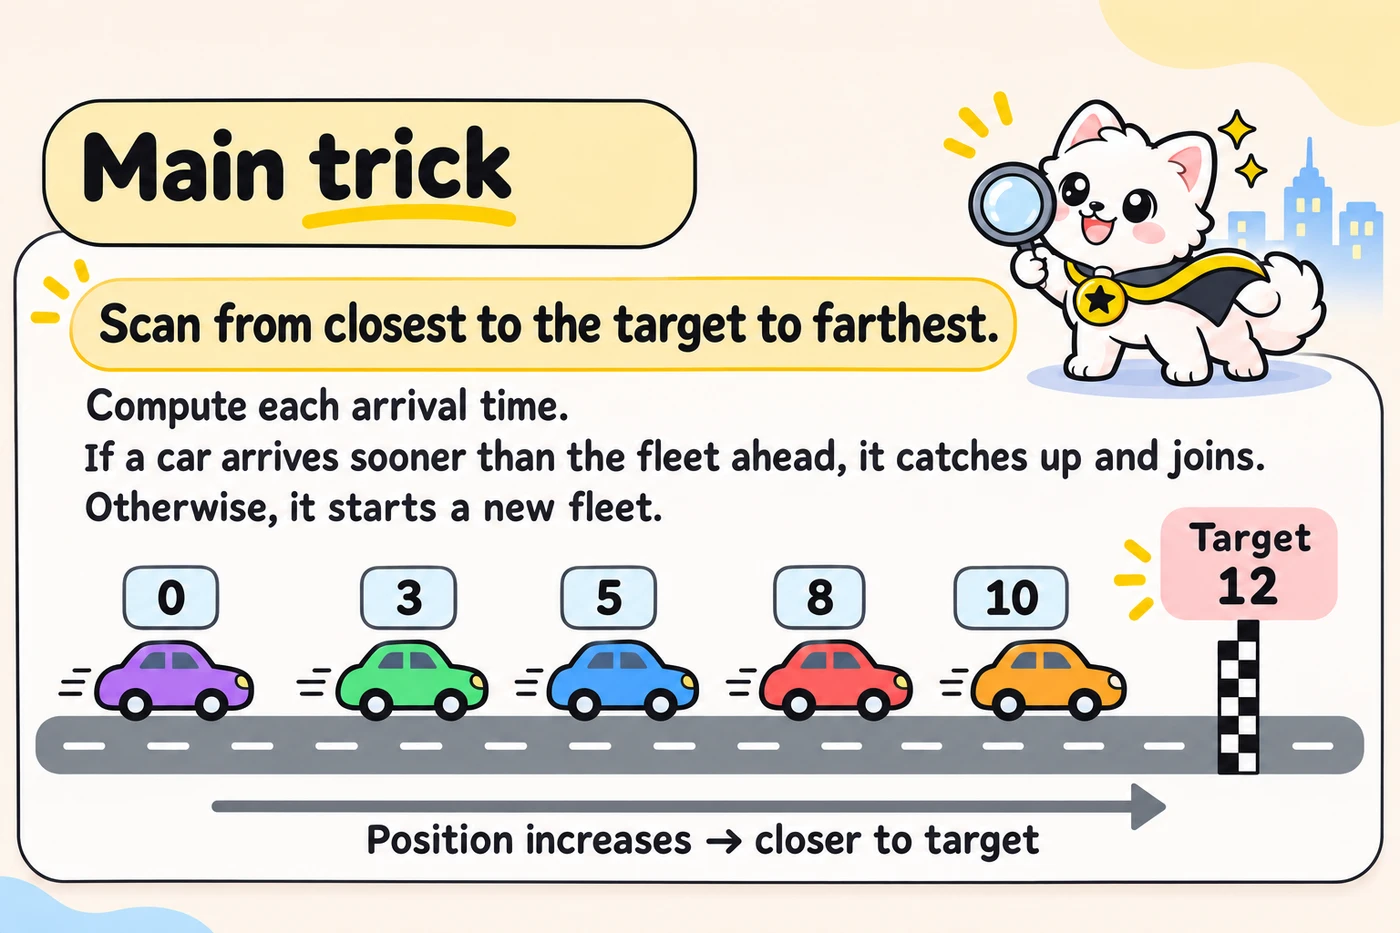 Main trick
Scan from closest to the target to farthest.
Compute each arrival time.
If a car arrives sooner than the fleet ahead, it catches up and joins.
Otherwise, it starts a new fleet.
0 3 5 8 10
Target
12
Position increases → closer to target